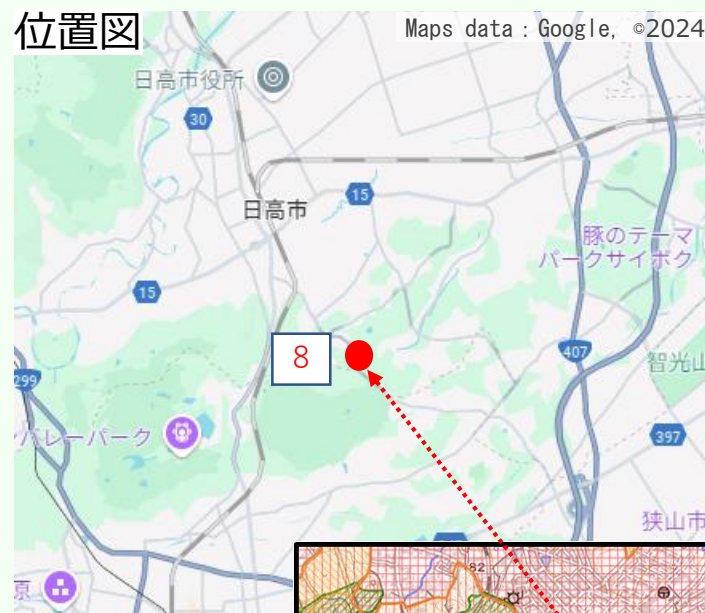 位置図
Maps data : Google, ©2024
日高市役所
30
15
日高市
豚のテーマ
パークサイボク
15
8
407
智光山
299
バレーパーク
397
狭山市
原
82